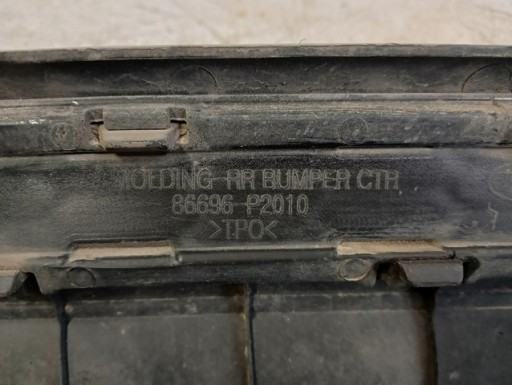 MOLDING-RR BUMPER CTR
86696-P2010
>TPO<